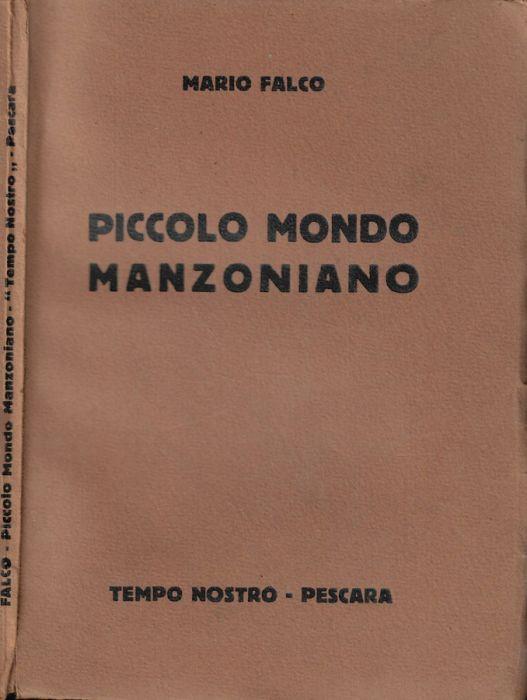 MARIO FALCO
PICCOLO MONDO
MANZONIANO
TEMPO NOSTRO - PESCARA
FALCO - Piccolo Mondo Manzoniano - "Tempo Nostro„ - Pescara